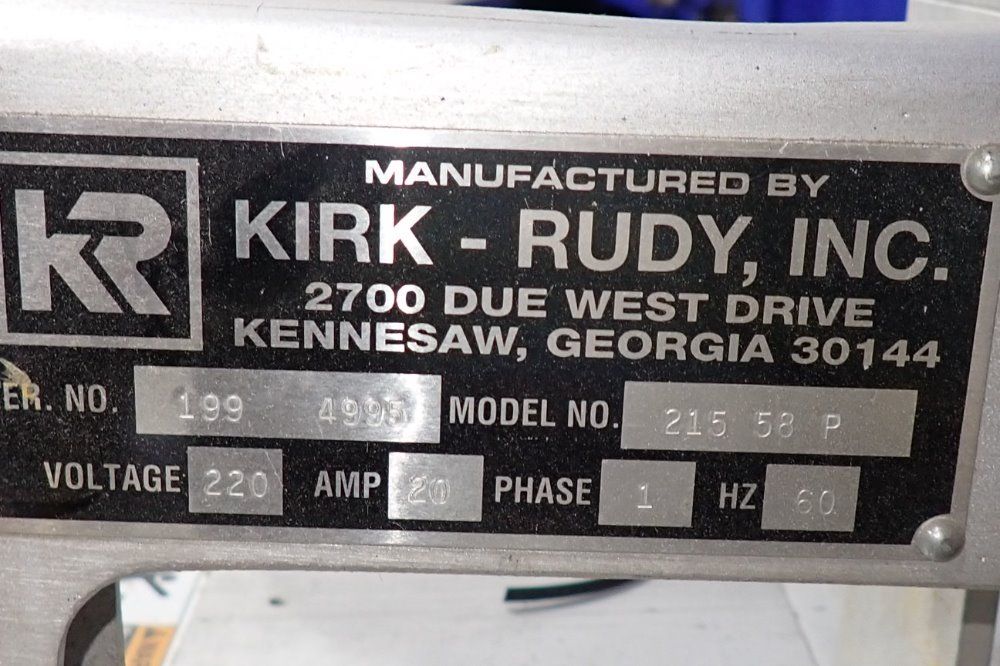 MANUFACTURED BY
KR
KIRK - RUDY, INC.
2700 DUE WEST DRIVE
KENNESAW, GEORGIA 30144
ER. NO. 199 4995 MODEL NO. 215 58 P
VOLTAGE 220 AMP 20 PHASE 1 HZ 60